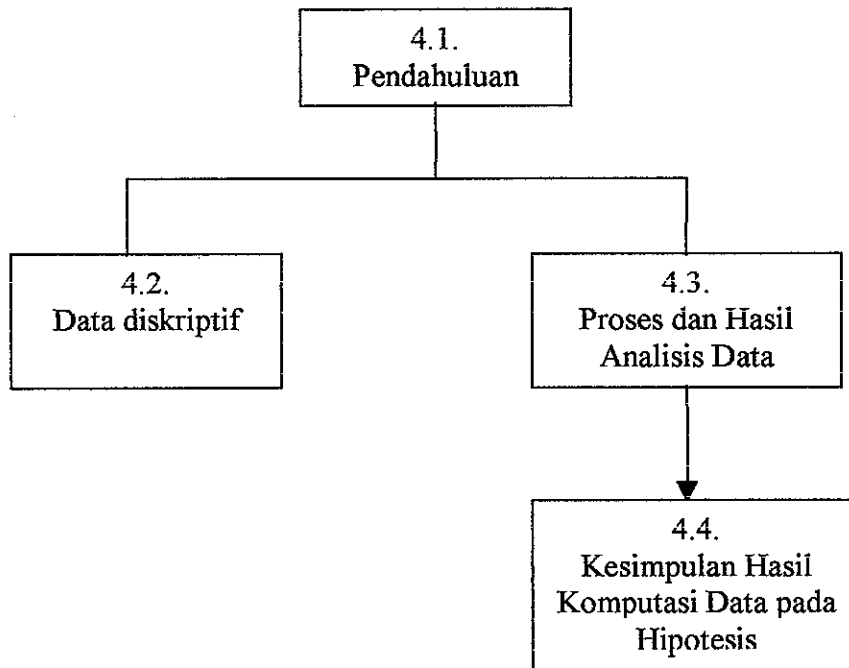 4.1.
Pendahuluan
4.2.
Data diskriptif
4.3.
Proses dan Hasil
Analisis Data
4.4.
Kesimpulan Hasil
Komputasi Data pada
Hipotesis